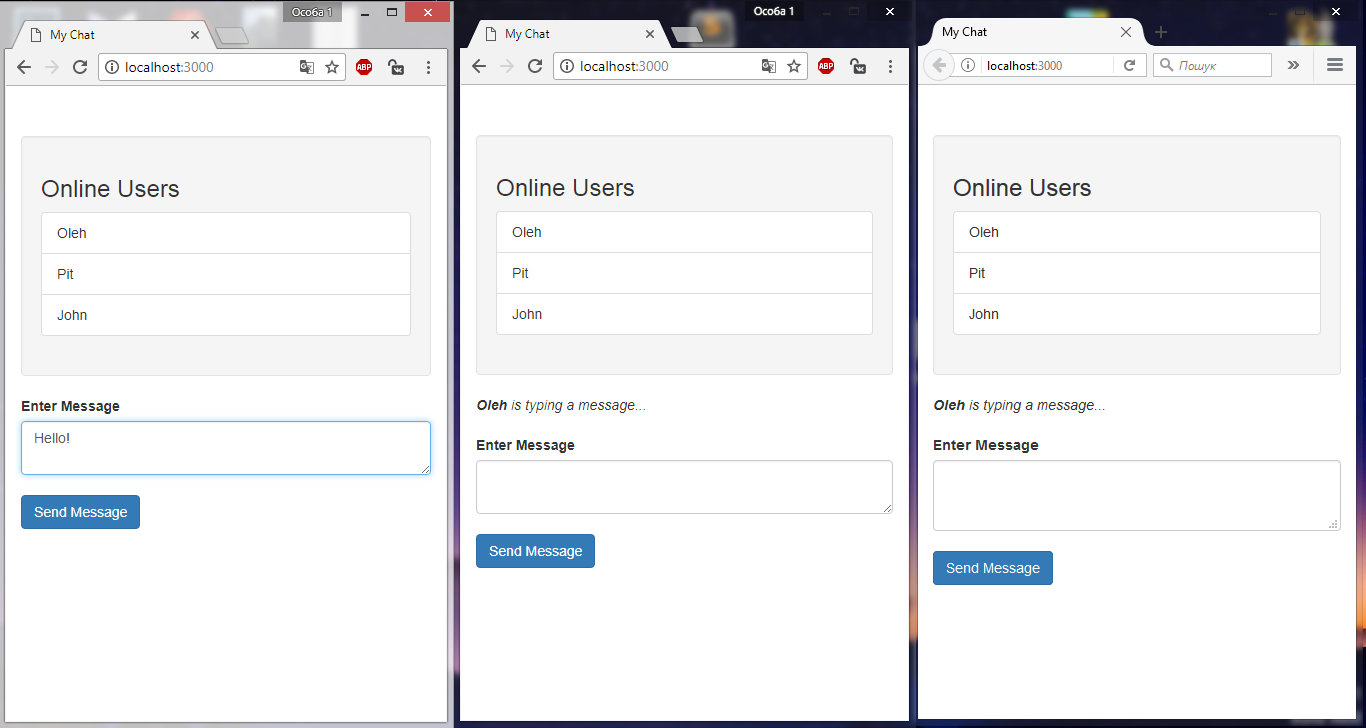 Особа 1
My Chat
localhost:3000
ABP
Online Users
Oleh
Pit
John
Enter Message
Hello!
Send Message
Особа 1
My Chat
localhost:3000
ABP
Online Users
Oleh
Pit
John
Oleh is typing a message...
Enter Message
Send Message
My Chat
localhost:3000
Пошук
Online Users
Oleh
Pit
John
Oleh is typing a message...
Enter Message
Send Message